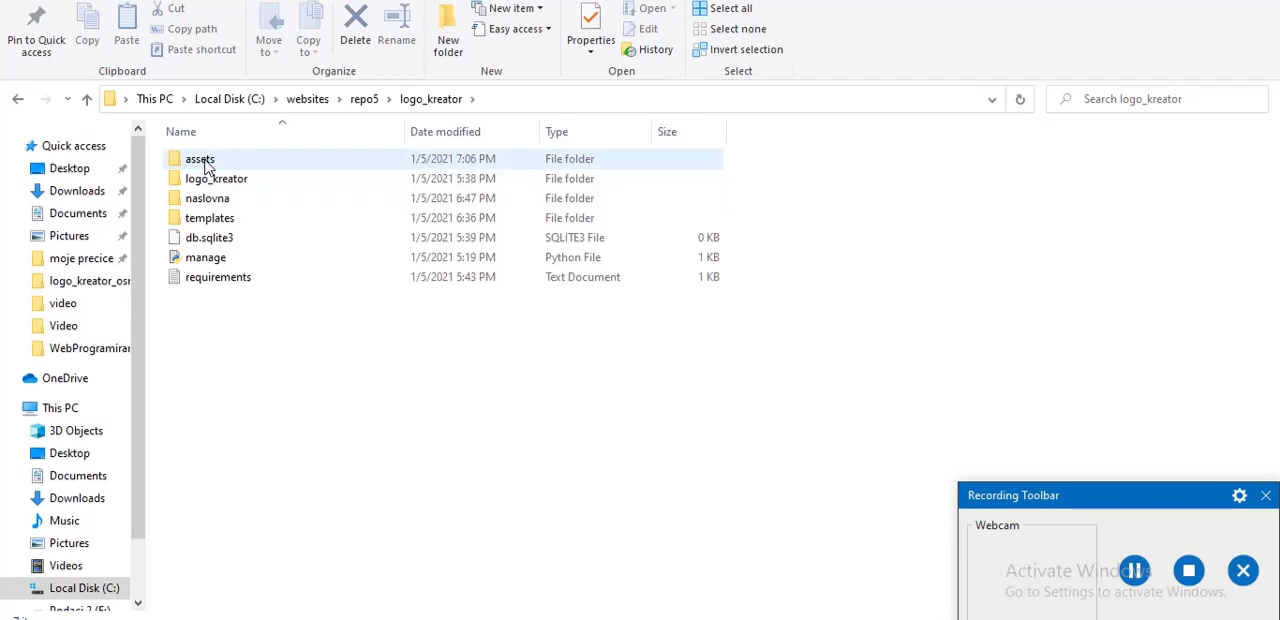 Pin to Quick access
Copy
Paste
Cut
Copy path
Paste shortcut
Clipboard
Move to
Copy to
Delete
Rename
Organize
New folder
New item
Easy access
New
Properties
Open
Edit
History
Open
Select all
Select none
Invert selection
Select
This PC > Local Disk (C:) > websites > repo5 > logo_kreator >
Search logo_kreator
Name Date modified Type Size
assets 1/5/2021 7:06 PM File folder
logo_kreator 1/5/2021 5:38 PM File folder
naslovna 1/5/2021 6:47 PM File folder
templates 1/5/2021 6:36 PM File folder
db.sqlite3 1/5/2021 5:39 PM SQLITE3 File 0 KB
manage 1/5/2021 5:19 PM Python File 1 KB
requirements 1/5/2021 5:43 PM Text Document 1 KB
Quick access
Desktop
Downloads
Documents
Pictures
moje precice
logo_kreator_osn
video
Video
WebProgramiran
OneDrive
This PC
3D Objects
Desktop
Documents
Downloads
Music
Pictures
Videos
Local Disk (C:)
Recording Toolbar
Webcam
Activate Windows
Go to Settings to activate Windows.